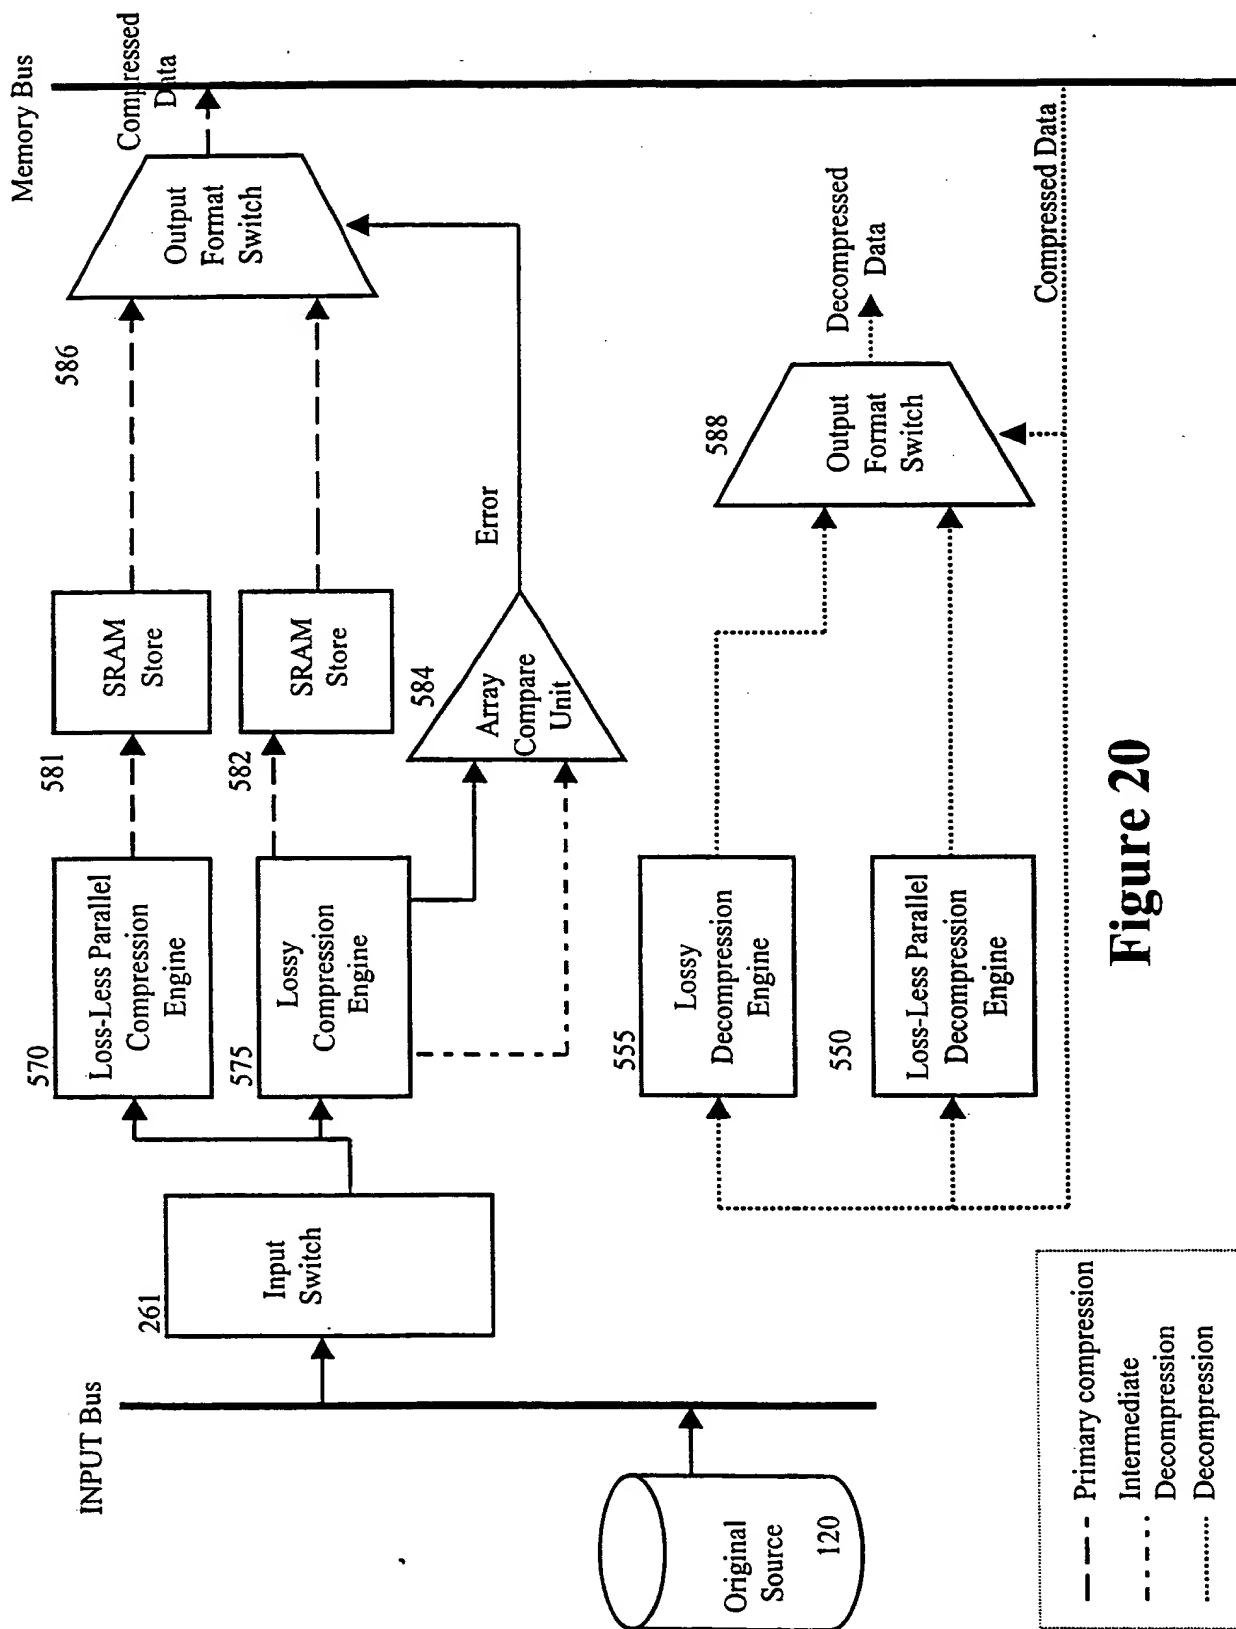 Memory Bus
Compressed
Data
Output
Format
Switch
586
SRAM
Store
581
SRAM
Store
582
584
Array
Compare
Unit
Error
570
Loss-Less Parallel
Compression
Engine
575
Lossy
Compression
Engine
261
Input
Switch
INPUT Bus
Original
Source
120
555
Lossy
Decompression
Engine
550
Loss-Less Parallel
Decompression
Engine
588
Output
Format
Switch
Decompressed
Data
Compressed Data
Primary compression
Intermediate
Decompression
Decompression
Figure 20